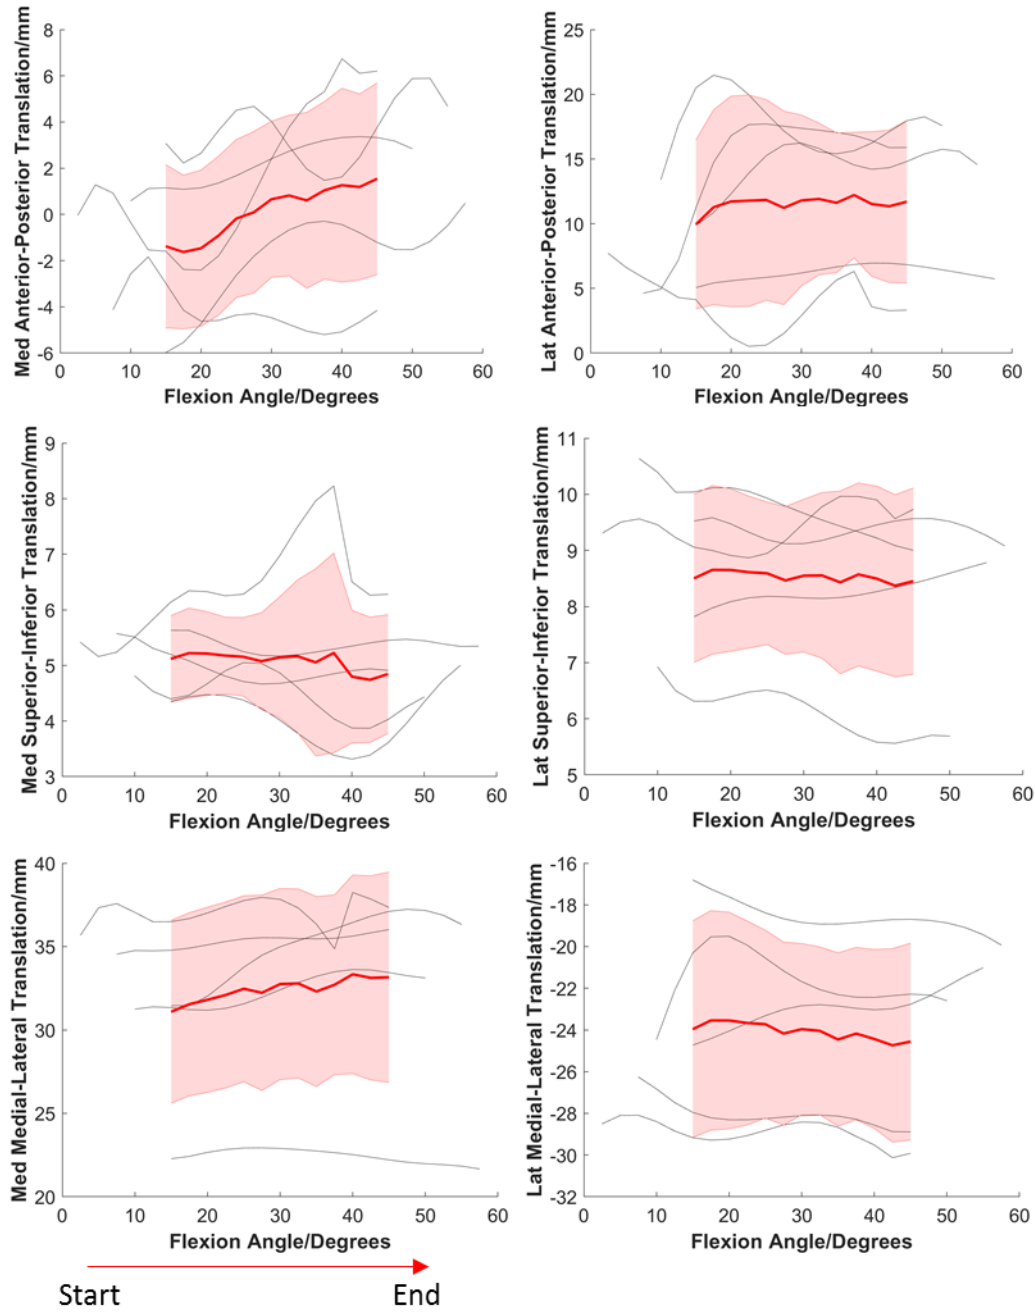 Med Anterior-Posterior Translation/mm
8
6
4
2
0
-2
-4
-6
0 10 20 30 40 50 60
Flexion Angle/Degrees
Lat Anterior-Posterior Translation/mm
25
20
15
10
5
0
0 10 20 30 40 50 60
Flexion Angle/Degrees
Med Superior-Inferior Translation/mm
9
8
7
6
5
4
3
0 10 20 30 40 50 60
Flexion Angle/Degrees
Lat Superior-Inferior Translation/mm
11
10
9
8
7
6
5
0 10 20 30 40 50 60
Flexion Angle/Degrees
Med Medial-Lateral Translation/mm
40
35
30
25
20
0 10 20 30 40 50 60
Flexion Angle/Degrees
Lat Medial-Lateral Translation/mm
-16
-18
-20
-22
-24
-26
-28
-30
-32
0 10 20 30 40 50 60
Flexion Angle/Degrees
Start End